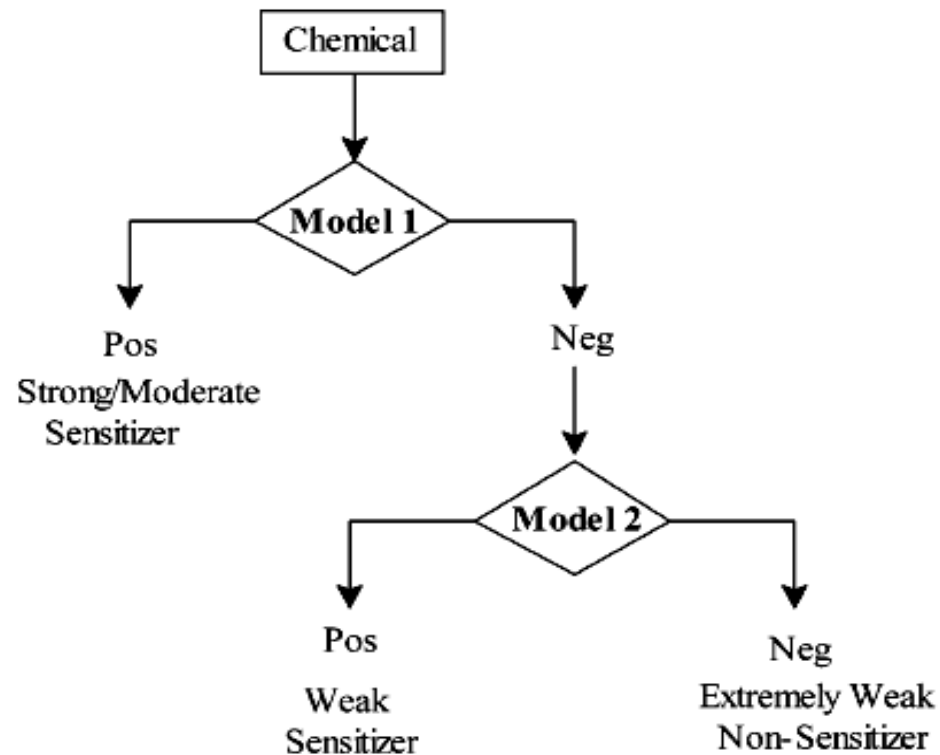 Chemical
Model 1
Pos
Strong/Moderate
Sensitizer
Neg
Model 2
Pos
Weak
Sensitizer
Neg
Extremely Weak
Non-Sensitizer